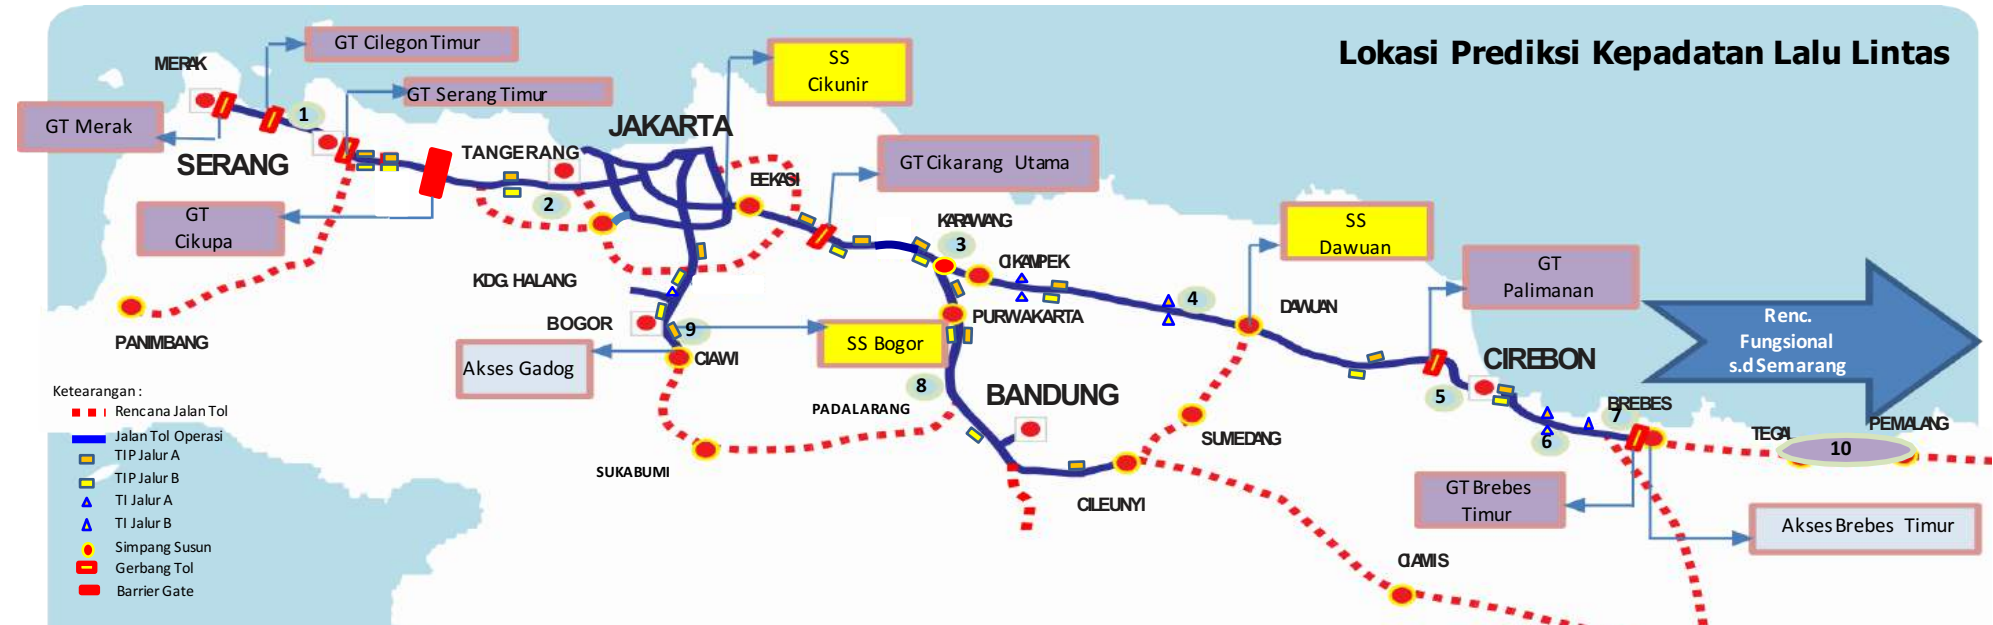 Lokasi Prediksi Kepadatan Lalu Lintas
GT Cilegon Timur
MERAK
SS
Cikunir
GT Serang Timur
GT Merak
1
JAKARTA
SERANG
TANGERANG
GT Cikarang Utama
BEKASI
2
GT
Cikupa
KARAWANG
3
SS
Dawuan
CIKAMPEK
GT
Palimanan
KDG. HALANG
4
DAWUAN
BOGOR
9
PURWAKARTA
PANIMBANG
SS Bogor
Akses Gadog
CIAWI
Renc.
Fungsional
s.d Semarang
CIREBON
8
BANDUNG
5
PADALARANG
BREBES
7
6
SUMEDANG
TEGAL
PEMALANG
10
SUKABUMI
CILEUNYI
GT Brebes
Timur
Akses Brebes Timur
CIAMIS
Ketearangan :
Rencana Jalan Tol
Jalan Tol Operasi
TIP Jalur A
TIP Jalur B
TI Jalur A
TI Jalur B
Simpang Susun
Gerbang Tol
Barrier Gate